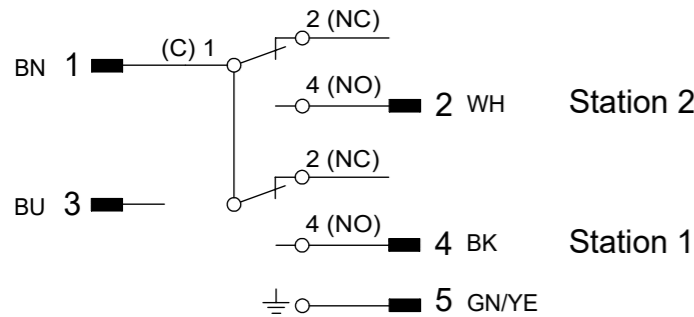 2 (NC)
BN 1 (C) 1
4 (NO)
2 WH Station 2
2 (NC)
BU 3
4 (NO)
4 BK Station 1
5 GN/YE